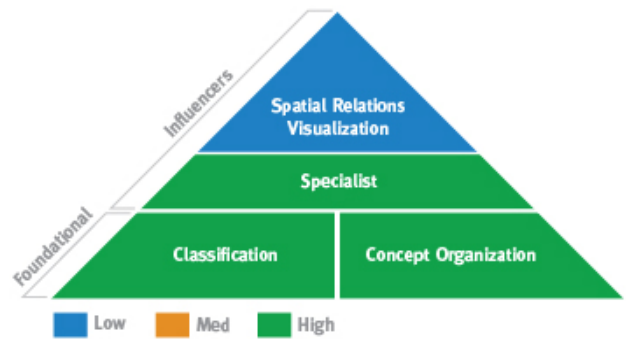 Influencers
Spatial Relations
Visualization
Specialist
Foundational
Classification
Concept Organization
Low
Med
High